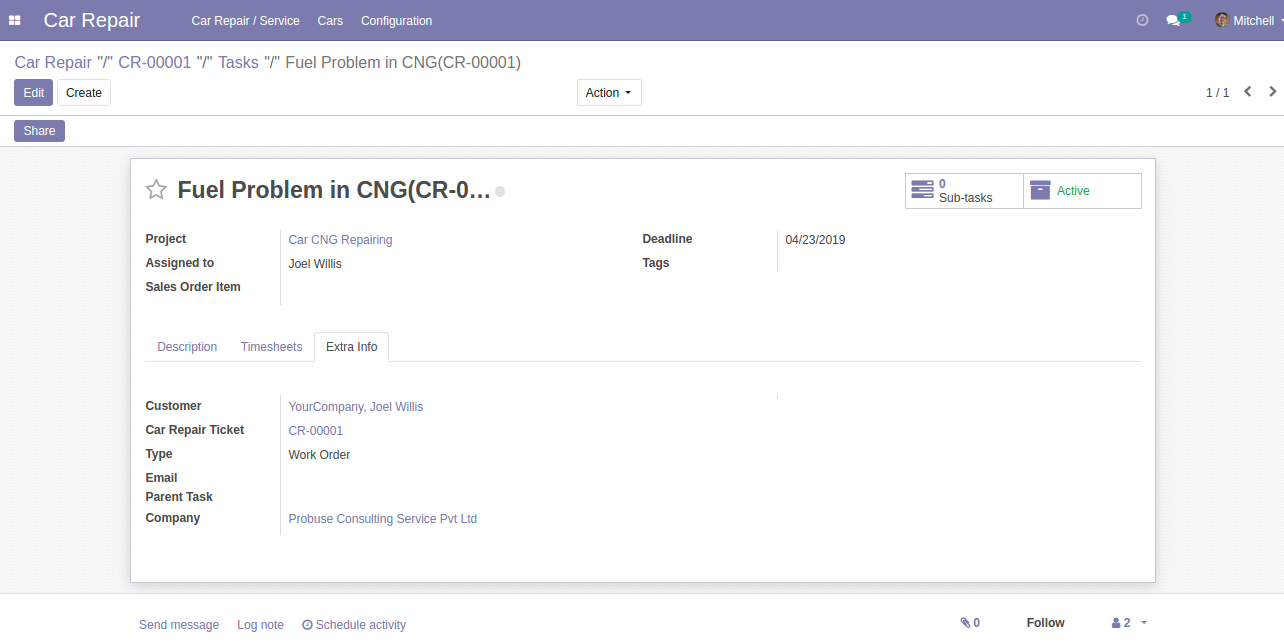 Car Repair Car Repair / Service Cars Configuration 1 Mitchell
Car Repair "/" CR-00001 "/" Tasks "/" Fuel Problem in CNG(CR-00001)
Edit Create Action 1 / 1
Share
Fuel Problem in CNG(CR-0...
0
Sub-tasks
Active
Project Car CNG Repairing Deadline 04/23/2019
Assigned to Joel Willis Tags
Sales Order Item
Description Timesheets Extra Info
Customer YourCompany, Joel Willis
Car Repair Ticket CR-00001
Type Work Order
Email
Parent Task
Company Probuse Consulting Service Pvt Ltd
Send message Log note Schedule activity 0 Follow 2